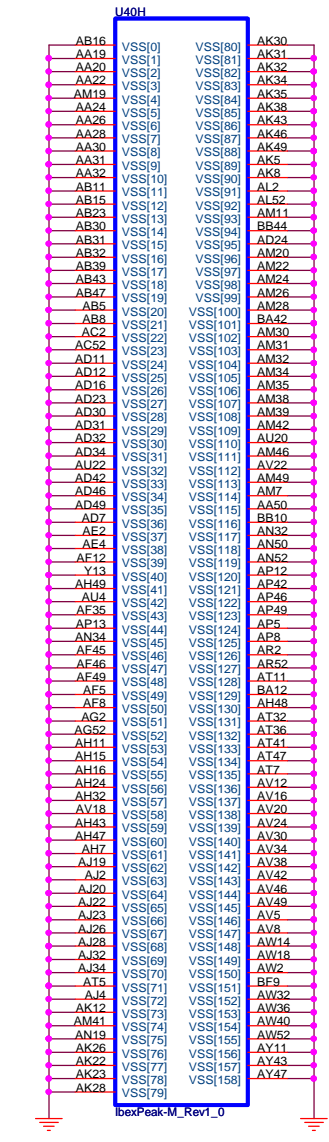 U40H
AB16 VSS[0] VSS[80] AK30
AA19 VSS[1] VSS[81] AK31
AA20 VSS[2] VSS[82] AK32
AA22 VSS[3] VSS[83] AK34
AM19 VSS[4] VSS[84] AK35
AA24 VSS[5] VSS[85] AK38
AA26 VSS[6] VSS[86] AK43
AA28 VSS[7] VSS[87] AK46
AA30 VSS[8] VSS[88] AK49
AA31 VSS[9] VSS[89] AK5
AA32 VSS[10] VSS[90] AK8
AB11 VSS[11] VSS[91] AL2
AB15 VSS[12] VSS[92] AL52
AB23 VSS[13] VSS[93] AM11
AB30 VSS[14] VSS[94] BB44
AB31 VSS[15] VSS[95] AD24
AB32 VSS[16] VSS[96] AM20
AB39 VSS[17] VSS[97] AM22
AB43 VSS[18] VSS[98] AM24
AB47 VSS[19] VSS[99] AM26
AB5 VSS[20] VSS[100] AM28
AB8 VSS[21] VSS[101] BA42
AC2 VSS[22] VSS[102] AM30
AC52 VSS[23] VSS[103] AM31
AD11 VSS[24] VSS[104] AM32
AD12 VSS[25] VSS[105] AM34
AD16 VSS[26] VSS[106] AM35
AD23 VSS[27] VSS[107] AM38
AD30 VSS[28] VSS[108] AM39
AD31 VSS[29] VSS[109] AM42
AD32 VSS[30] VSS[110] AU20
AD34 VSS[31] VSS[111] AM46
AU22 VSS[32] VSS[112] AV22
AD42 VSS[33] VSS[113] AM49
AD46 VSS[34] VSS[114] AM7
AD49 VSS[35] VSS[115] AA50
AD7 VSS[36] VSS[116] BB10
AE2 VSS[37] VSS[117] AN32
AE4 VSS[38] VSS[118] AN50
AF12 VSS[39] VSS[119] AN52
Y13 VSS[40] VSS[120] AP12
AH49 VSS[41] VSS[121] AP42
AU4 VSS[42] VSS[122] AP46
AF35 VSS[43] VSS[123] AP49
AP13 VSS[44] VSS[124] AP5
AN34 VSS[45] VSS[125] AP8
AF45 VSS[46] VSS[126] AR2
AF46 VSS[47] VSS[127] AR52
AF49 VSS[48] VSS[128] AT11
AF5 VSS[49] VSS[129] BA12
AF8 VSS[50] VSS[130] AH48
AG2 VSS[51] VSS[131] AT32
AG52 VSS[52] VSS[132] AT36
AH11 VSS[53] VSS[133] AT41
AH15 VSS[54] VSS[134] AT47
AH16 VSS[55] VSS[135] AT7
AH24 VSS[56] VSS[136] AV12
AH32 VSS[57] VSS[137] AV16
AV18 VSS[58] VSS[138] AV20
AH43 VSS[59] VSS[139] AV24
AH47 VSS[60] VSS[140] AV30
AH7 VSS[61] VSS[141] AV34
AJ19 VSS[62] VSS[142] AV38
AJ2 VSS[63] VSS[143] AV42
AJ20 VSS[64] VSS[144] AV46
AJ22 VSS[65] VSS[145] AV49
AJ23 VSS[66] VSS[146] AV5
AJ26 VSS[67] VSS[147] AV8
AJ28 VSS[68] VSS[148] AW14
AJ32 VSS[69] VSS[149] AW18
AJ34 VSS[70] VSS[150] AW2
AT5 VSS[71] VSS[151] BF9
AJ4 VSS[72] VSS[152] AW32
AK12 VSS[73] VSS[153] AW36
AM41 VSS[74] VSS[154] AW40
AN19 VSS[75] VSS[155] AW52
AK26 VSS[76] VSS[156] AY11
AK22 VSS[77] VSS[157] AY43
AK23 VSS[78] VSS[158] AY47
AK28 VSS[79]
IbexPeak-M_Rev1_0